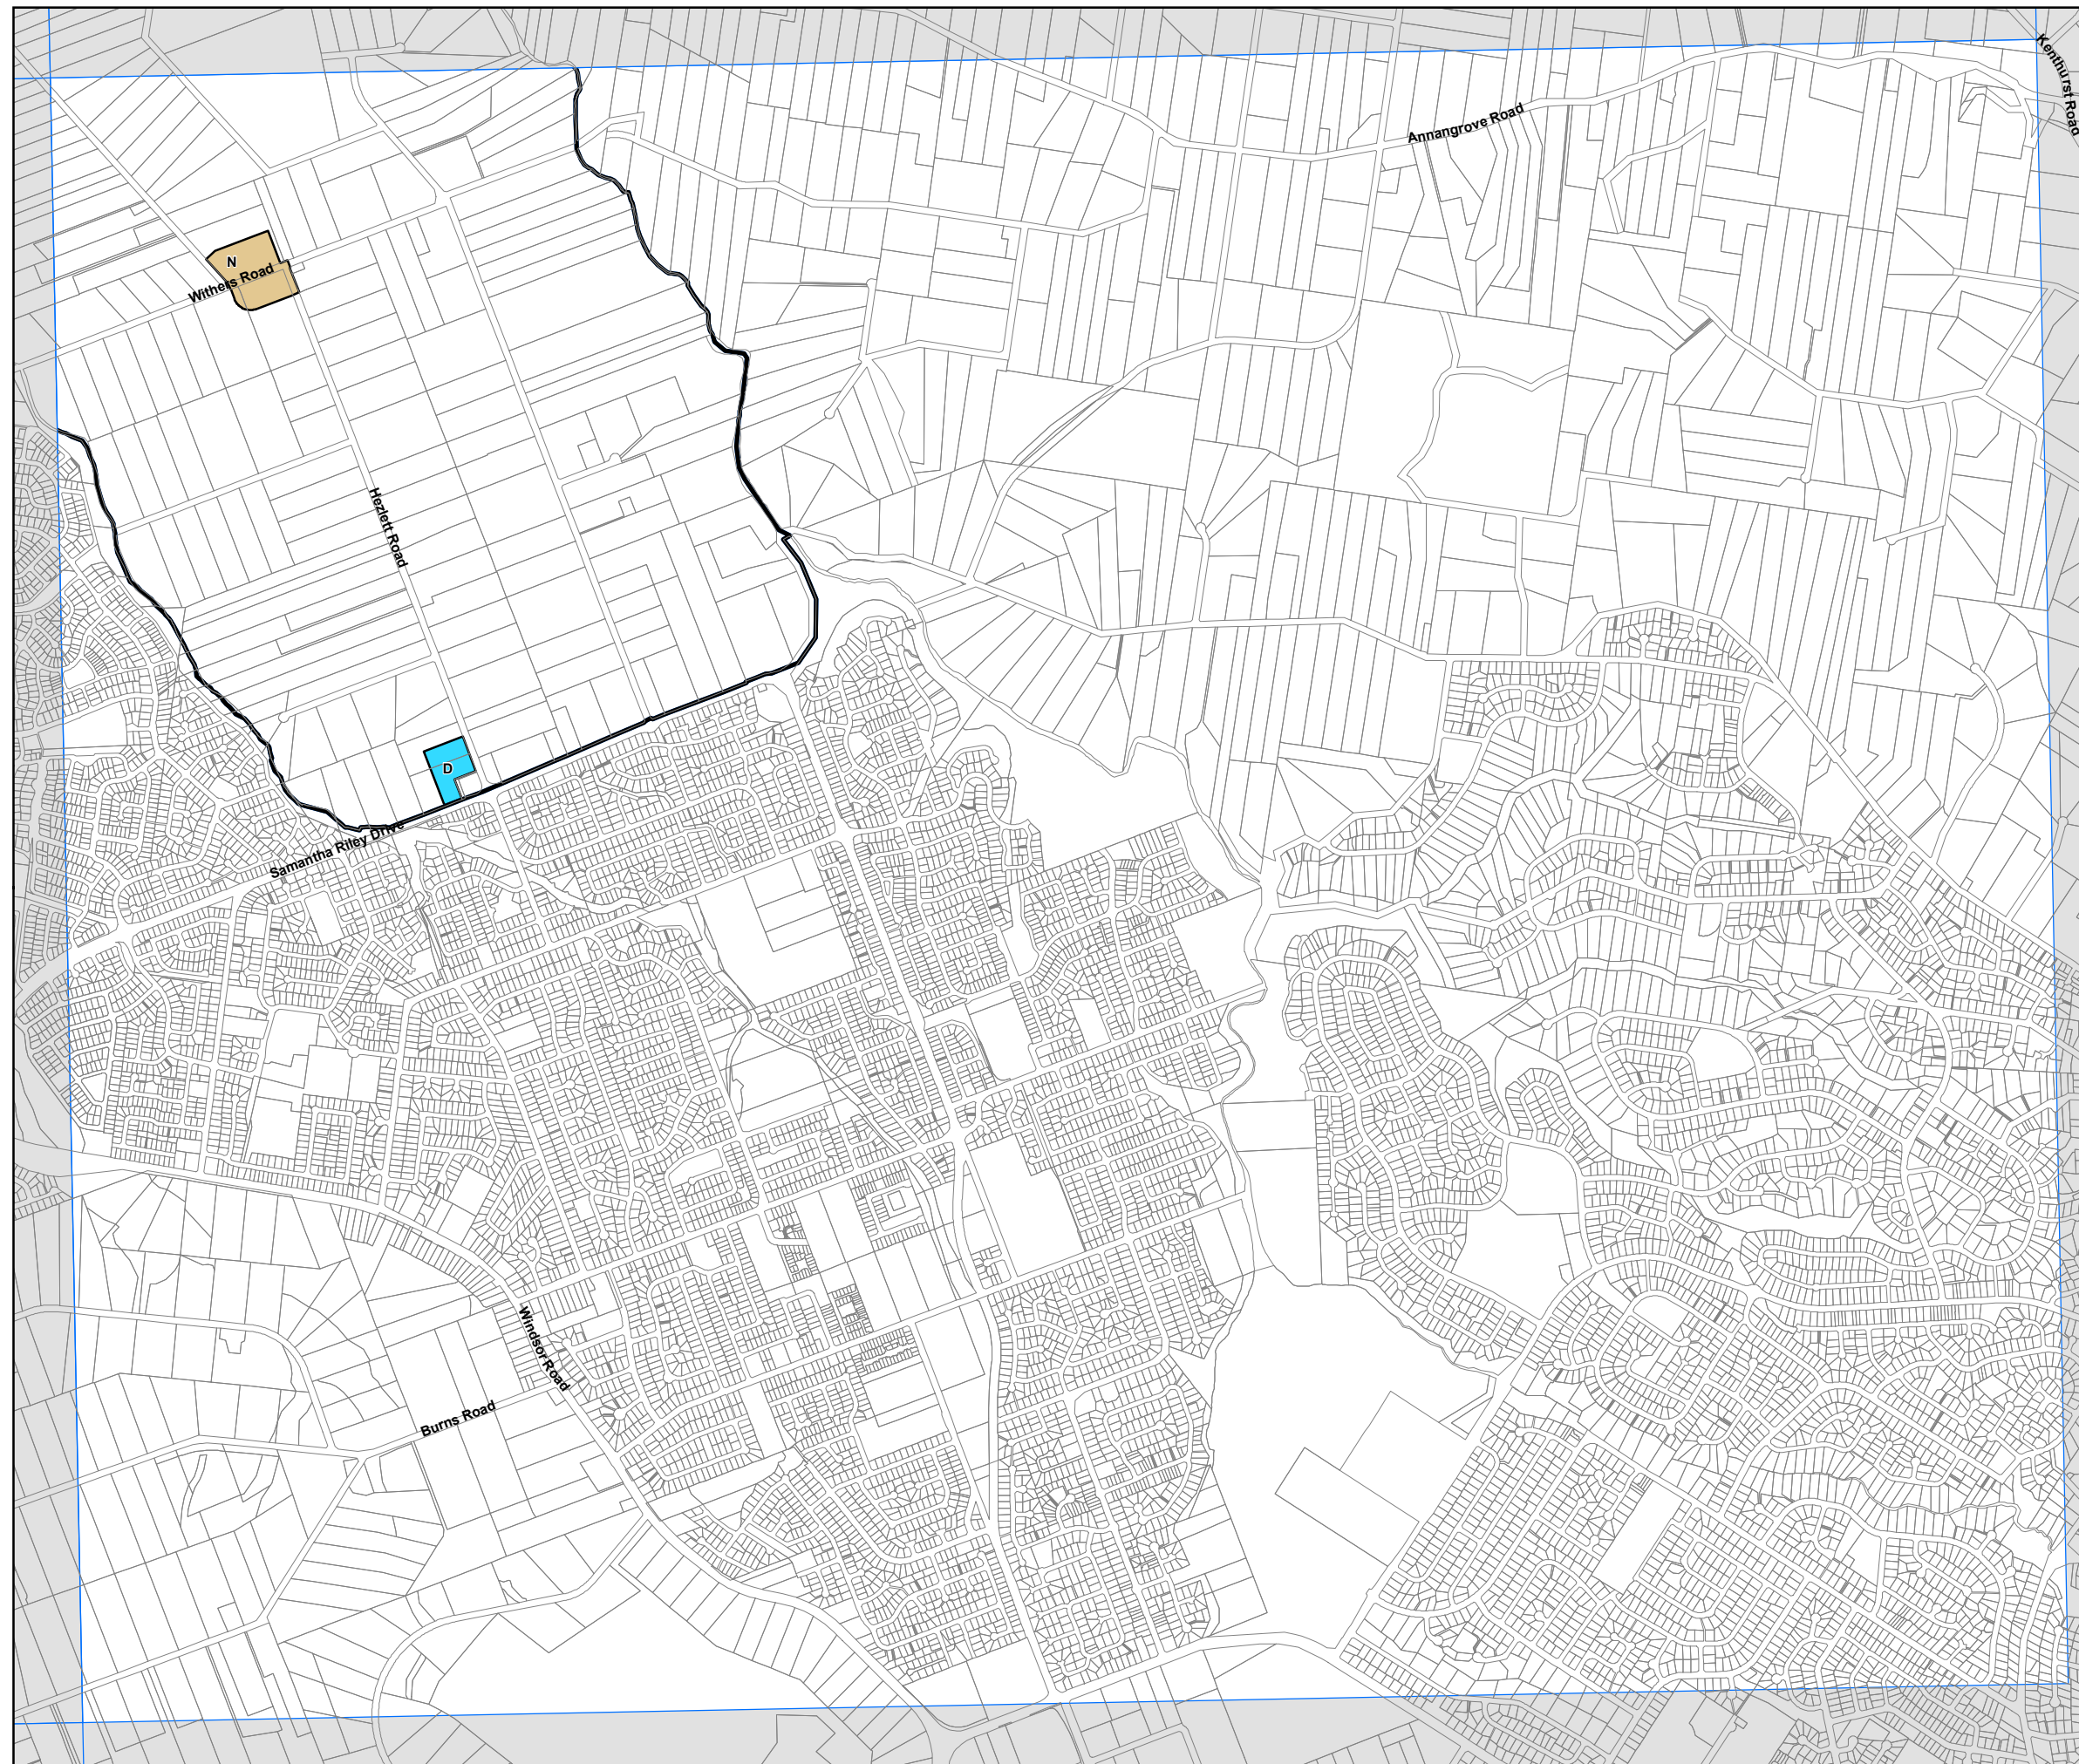 Kenthurst Road
Annangrove Road
N
Withers Road
Hezlett Road
D
Samantha Riley Drive
Windsor Road
Burns Road